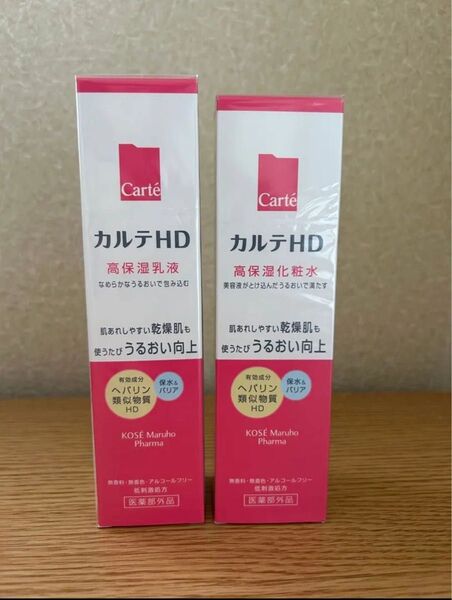 Carté
カルテHD
高保湿乳液
なめらかなうるおいで包み込む
肌あれしやすい乾燥肌も
使うたびうるおい向上
有効成分
ヘパリン
類似物質
HD
保水&
バリア
KOSÉ Maruho
Pharma
無香料・無着色・アルコールフリー
低刺激処方
医薬部外品
Carté
カルテHD
高保湿化粧水
美容液がとけ込んだうるおいで満たす
肌あれしやすい乾燥肌も
使うたびうるおい向上
有効成分
ヘパリン
類似物質
HD
保水&
バリア
KOSÉ Maruho
Pharma
無香料・無着色・アルコールフリー
低刺激処方
医薬部外品